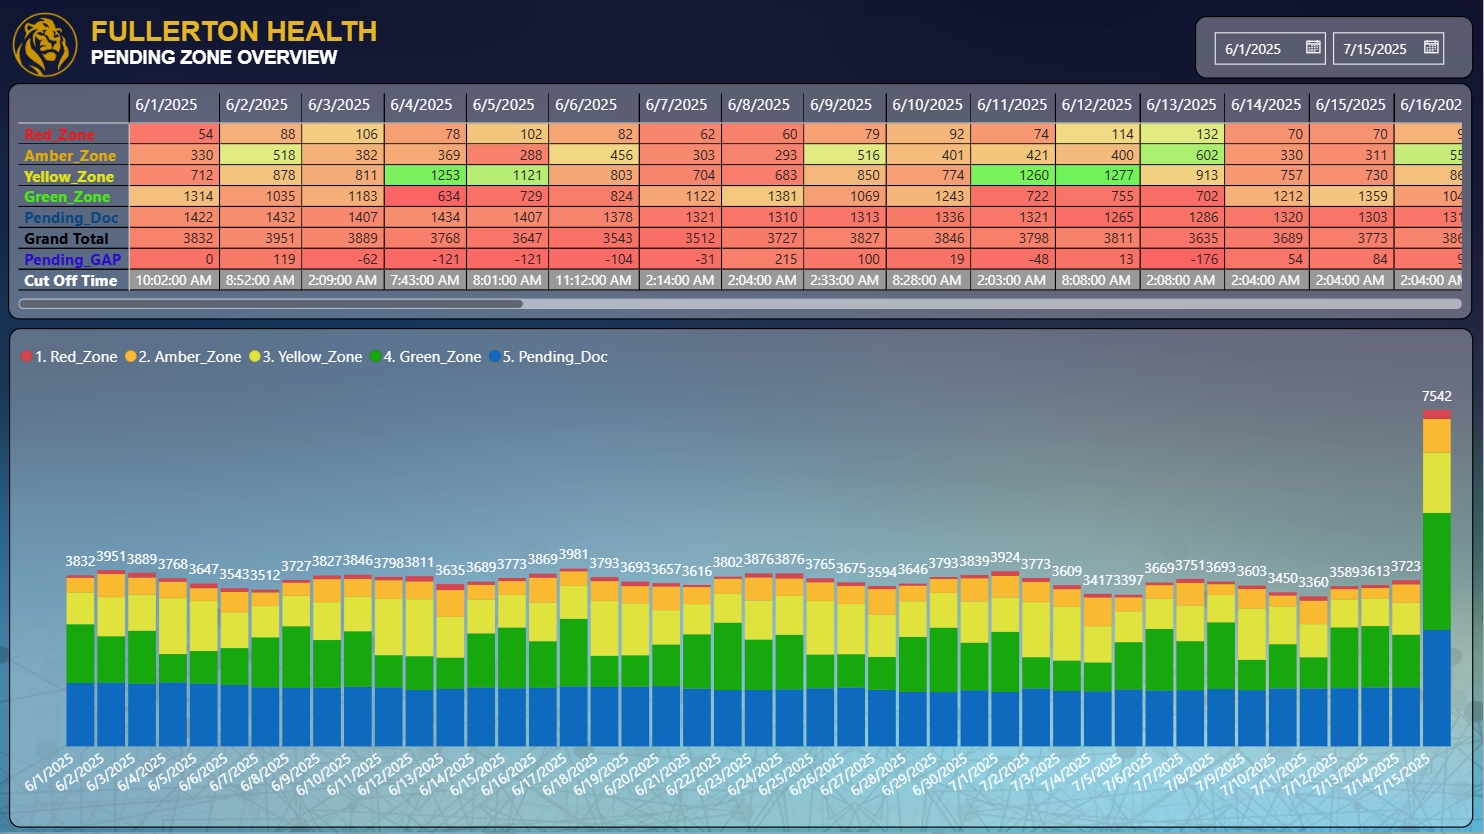 FULLERTON HEALTH
PENDING ZONE OVERVIEW
6/1/2025 7/15/2025
6/1/2025 6/2/2025 6/3/2025 6/4/2025 6/5/2025 6/6/2025 6/7/2025 6/8/2025 6/9/2025 6/10/2025 6/11/2025 6/12/2025 6/13/2025 6/14/2025 6/15/2025 6/16/202
Red_Zone 54 88 106 78 102 82 62 60 79 92 74 114 132 70 70 9
Amber_Zone 330 518 382 369 288 456 303 293 516 401 421 400 602 330 311 55
Yellow_Zone 712 878 811 1253 1121 803 704 683 850 774 1260 1277 913 757 730 86
Green_Zone 1314 1035 1183 634 729 824 1122 1381 1069 1243 722 755 702 1212 1359 104
Pending_Doc 1422 1432 1407 1434 1407 1378 1321 1310 1313 1336 1321 1265 1286 1320 1303 131
Grand Total 3832 3951 3889 3768 3647 3543 3512 3727 3827 3846 3798 3811 3635 3689 3773 386
Pending_GAP 0 119 -62 -121 -121 -104 -31 215 100 19 -48 13 -176 54 84 9
Cut Off Time 10:02:00 AM 8:52:00 AM 2:09:00 AM 7:43:00 AM 8:01:00 AM 11:12:00 AM 2:14:00 AM 2:04:00 AM 2:33:00 AM 8:28:00 AM 2:03:00 AM 8:08:00 AM 2:08:00 AM 2:04:00 AM 2:04:00 AM 2:04:00 AM
1. Red_Zone 2. Amber_Zone 3. Yellow_Zone 4. Green_Zone 5. Pending_Doc
3832 3951 3889 3768 3647 3543 3512 3727 3827 3846 3798 3811 3635 3689 3773 3869 3981 3793 3693 3657 3616 3802 3876 3876 3765 3675 3594 3646 3793 3839 3924 3773 3609 3417 3397 3669 3751 3693 3603 3450 3360 3589 3613 3723 7542
6/1/2025 6/2/2025 6/3/2025 6/4/2025 6/5/2025 6/6/2025 6/7/2025 6/8/2025 6/9/2025 6/10/2025 6/11/2025 6/12/2025 6/13/2025 6/14/2025 6/15/2025 6/16/2025 6/17/2025 6/18/2025 6/19/2025 6/20/2025 6/21/2025 6/22/2025 6/23/2025 6/24/2025 6/25/2025 6/26/2025 6/27/2025 6/28/2025 6/29/2025 6/30/2025 7/1/2025 7/2/2025 7/3/2025 7/4/2025 7/5/2025 7/6/2025 7/7/2025 7/8/2025 7/9/2025 7/10/2025 7/11/2025 7/12/2025 7/13/2025 7/14/2025 7/15/2025